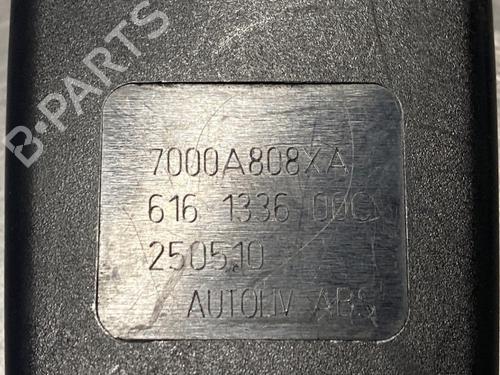 B-PARTS
7000A808XA
616 1336 00C
250510
AUTOLIV ABS